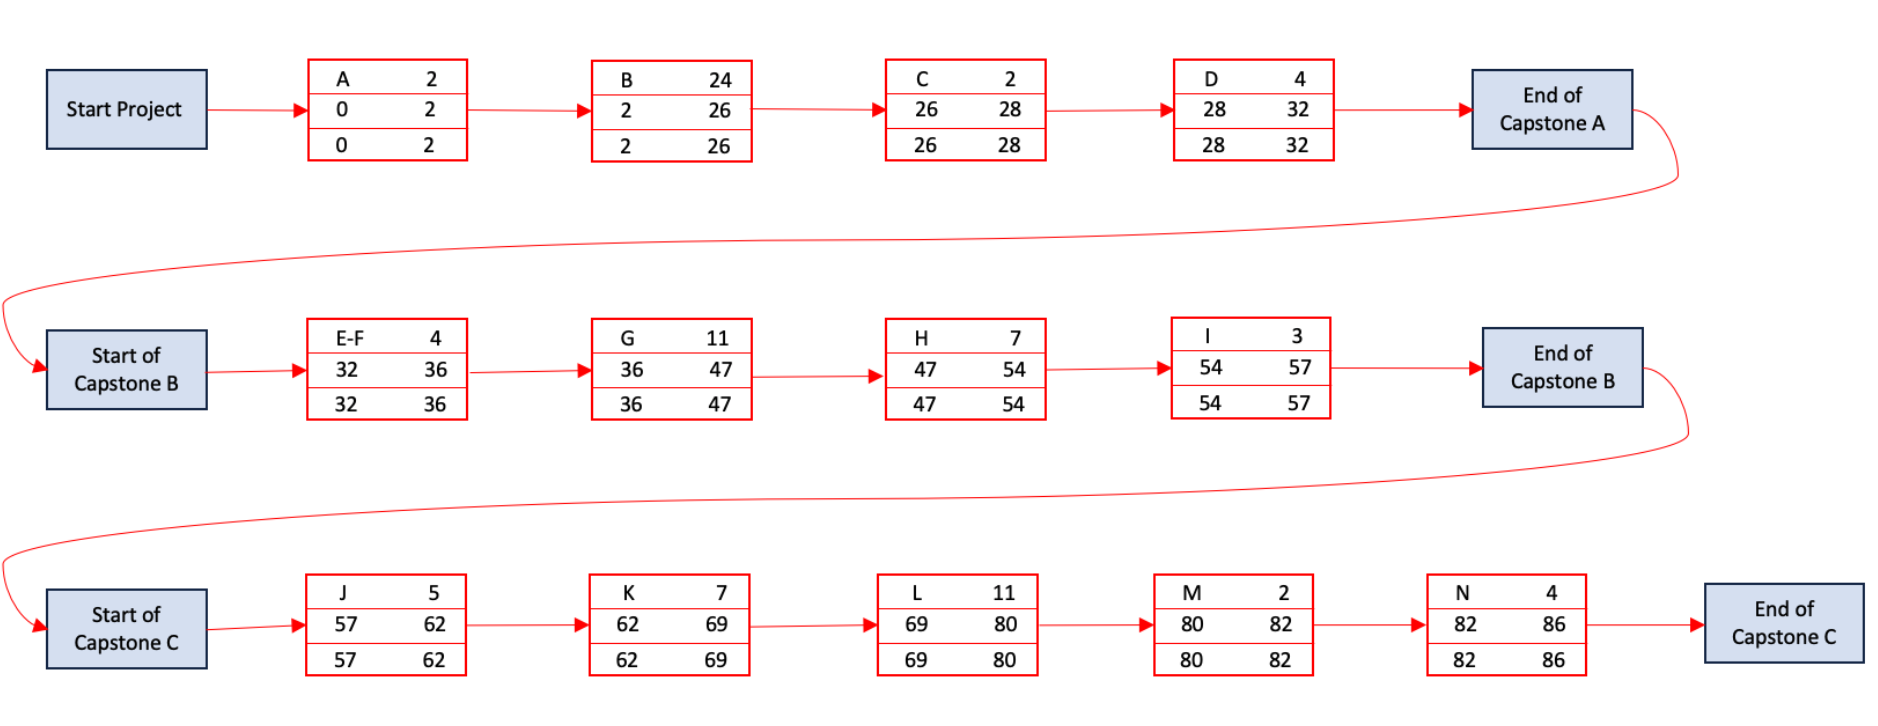 Start Project
A 2
0 2
0 2
B 24
2 26
2 26
C 2
26 28
26 28
D 4
28 32
28 32
End of
Capstone A
Start of
Capstone B
E-F 4
32 36
32 36
G 11
36 47
36 47
H 7
47 54
47 54
I 3
54 57
54 57
End of
Capstone B
Start of
Capstone C
J 5
57 62
57 62
K 7
62 69
62 69
L 11
69 80
69 80
M 2
80 82
80 82
N 4
82 86
82 86
End of
Capstone C